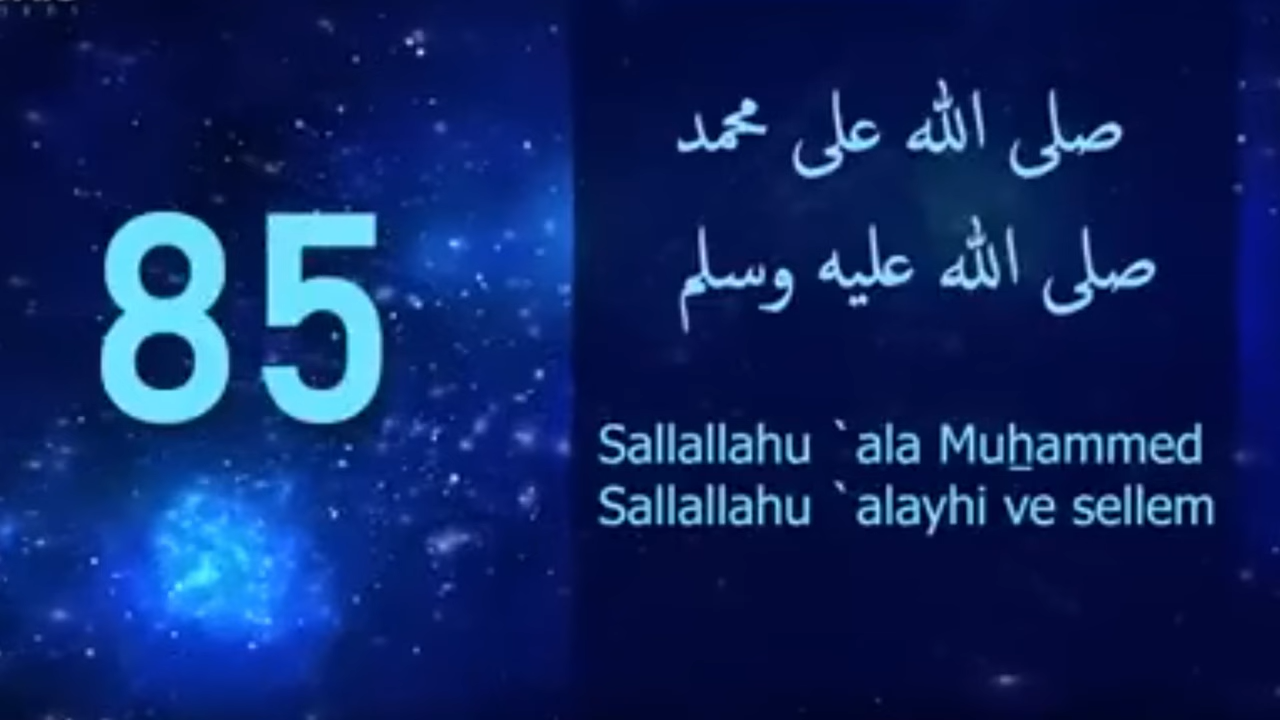 85
صلى الله على محمد
صلى الله عليه وسلم
Sallallahu `ala Muẖammed
Sallallahu `alayhi ve sellem